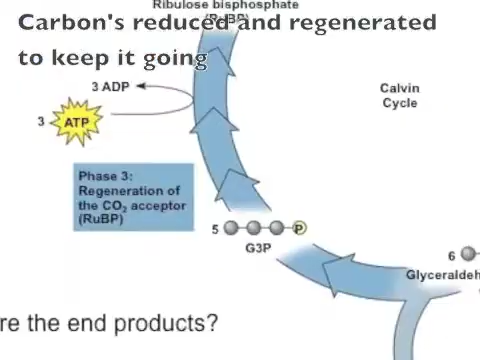 Ribulose bisphosphate
(RuBP)
Carbon's reduced and regenerated
to keep it going
3 ADP
Calvin
Cycle
3 ATP
Phase 3:
Regeneration of
the CO₂ acceptor
(RuBP)
5
P
G3P
6
Glyceraldeh
re the end products?